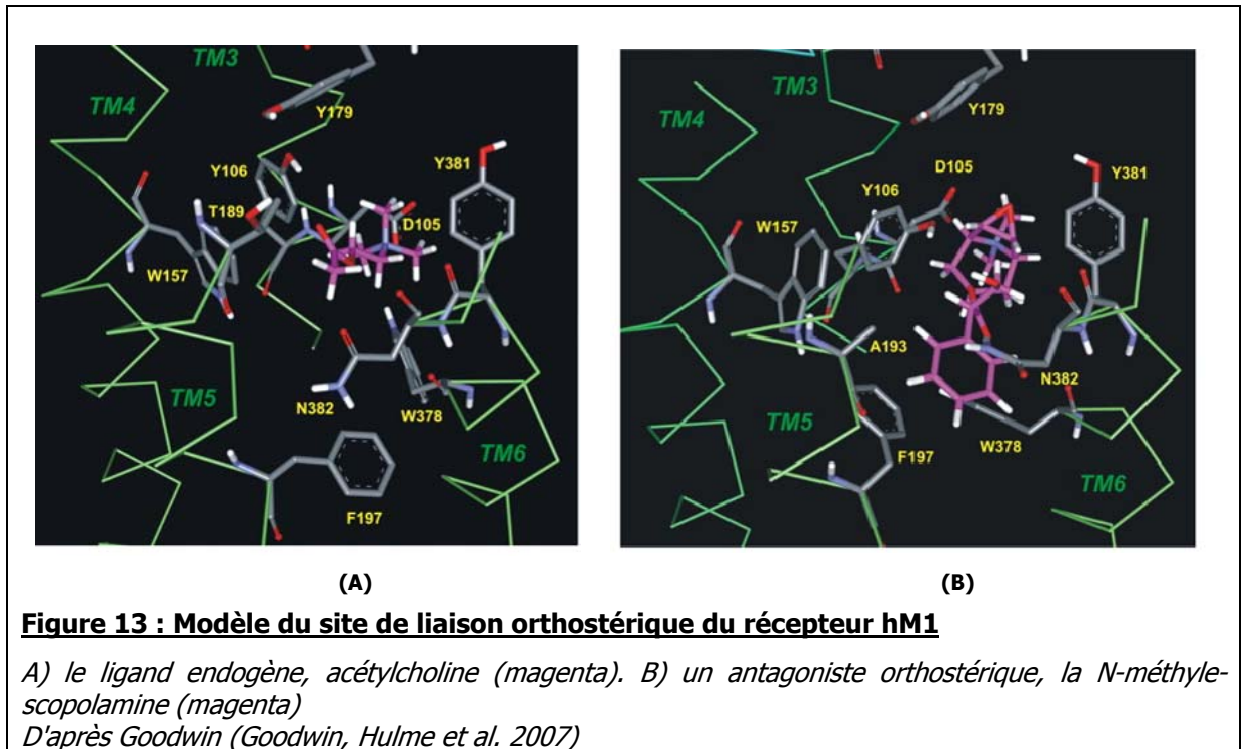 TM3
TM4
Y179
Y106
Y381
T189
D105
W157
TM5
N382
W378
TM6
F197
TM3
Y179
TM4
D105
Y381
Y106
W157
A193
N382
TM5
W378
F197
TM6
(A)
(B)
Figure 13 : Modèle du site de liaison orthostérique du récepteur hM1
A) le ligand endogène, acétylcholine (magenta). B) un antagoniste orthostérique, la N-méthyle-
scopolamine (magenta)
D'après Goodwin (Goodwin, Hulme et al. 2007)